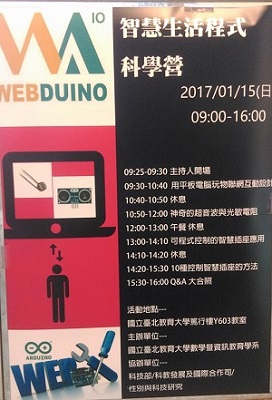 IO
WEBDUINO
智慧生活程式
科學營
2017/01/15(日
09:00-16:00
09:25-09:30 主持人開場
09:30-10:40 用平板電腦玩物聯網互動設計
10:40-10:50 休息
10:50-12:00 神奇的超音波與光敏電阻
12:00-13:00 午餐 休息
13:00-14:10 可程式控制的智慧插座應用
14:10-14:20 休息
14:20-15:30 10種控制智慧插座的方法
15:30-16:00 Q&A 大合照
活動地點---
國立臺北教育大學篤行樓Y603教室
主辦單位---
國立臺北教育大學數學暨資訊教育學系
協辦單位---
科技部/科教發展及國際合作司/
性別與科技研究
ARDUINO
WEB